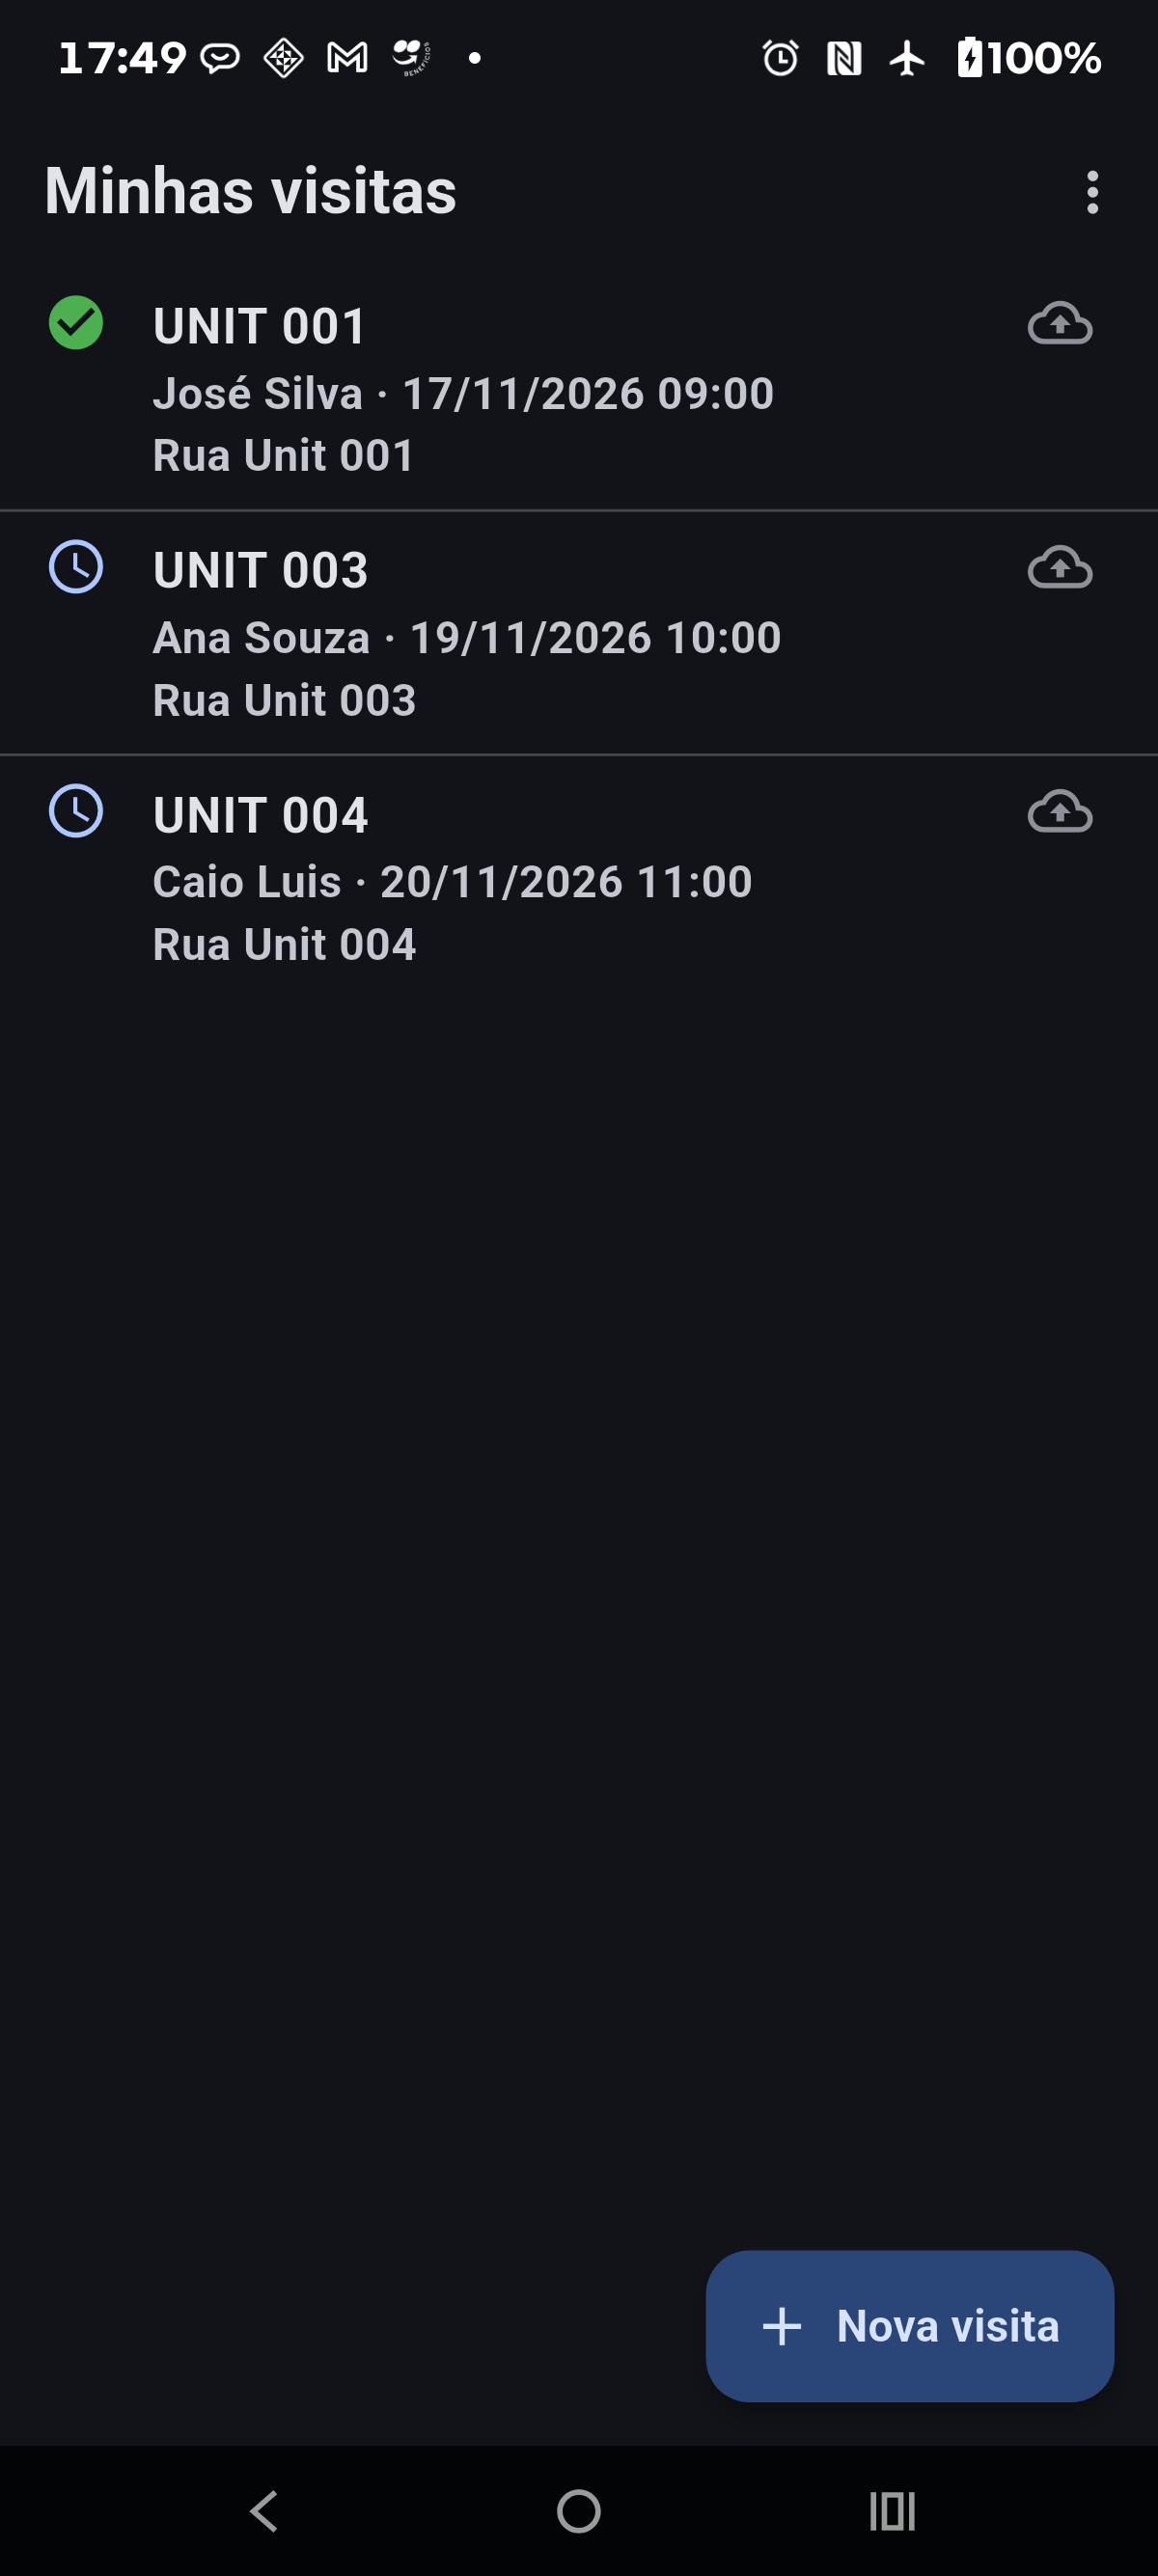 17:49
100%
Minhas visitas
UNIT 001
José Silva · 17/11/2026 09:00
Rua Unit 001
UNIT 003
Ana Souza · 19/11/2026 10:00
Rua Unit 003
UNIT 004
Caio Luis · 20/11/2026 11:00
Rua Unit 004
Nova visita